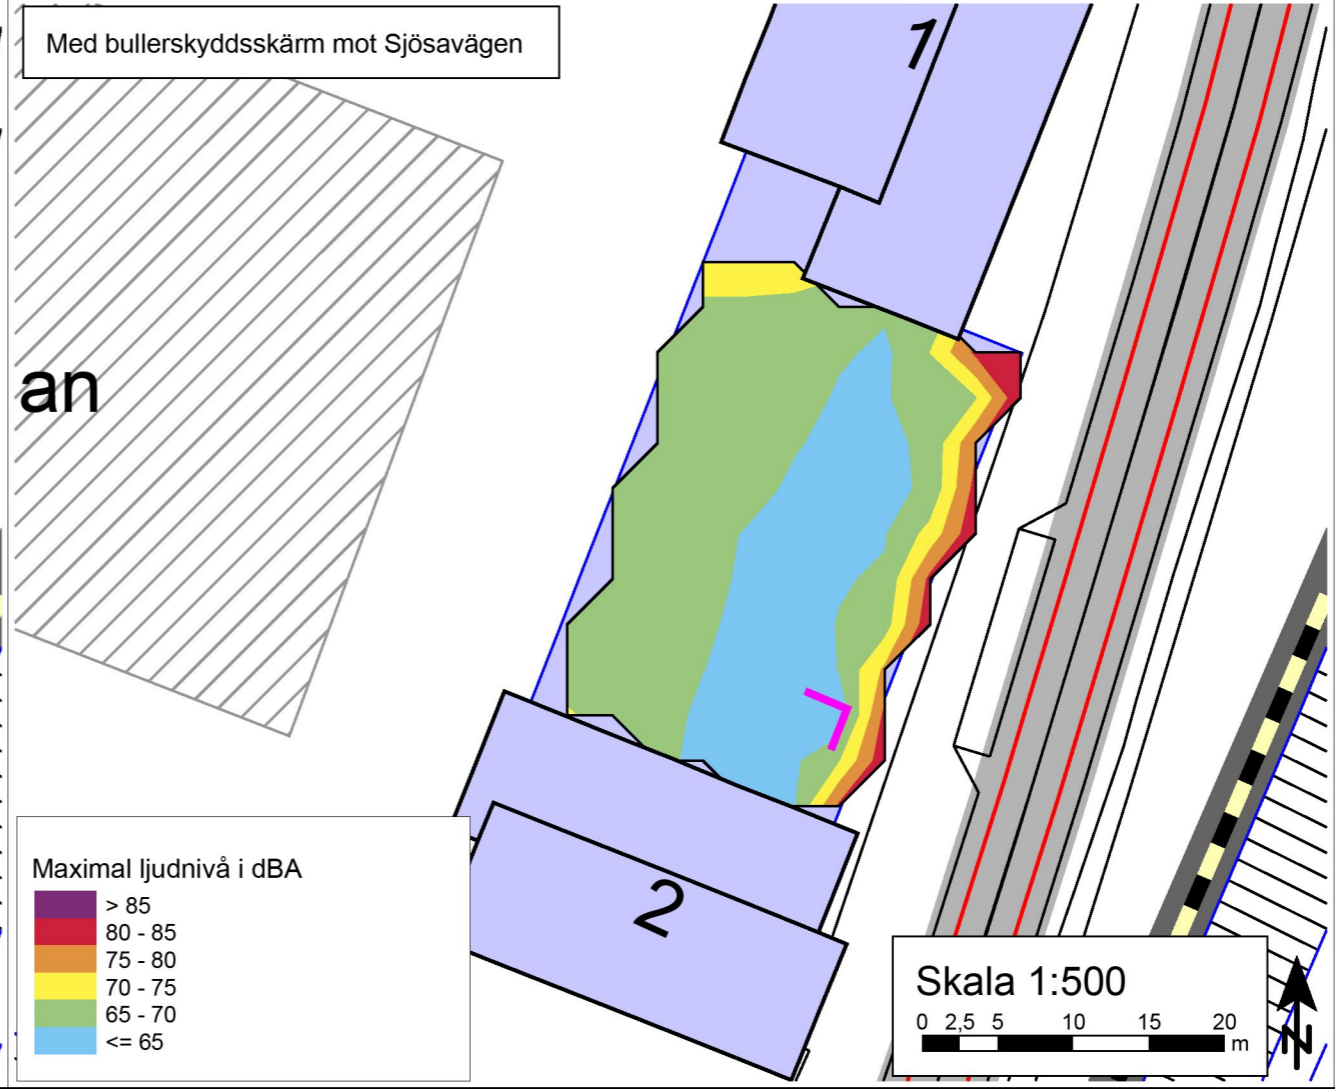 Med bullerskyddsskärm mot Sjösavägen
1
an
2
Maximal ljudnivå i dBA
> 85
80 - 85
75 - 80
70 - 75
65 - 70
<= 65
Skala 1:500
0 2,5 5 10 15 20
m
N